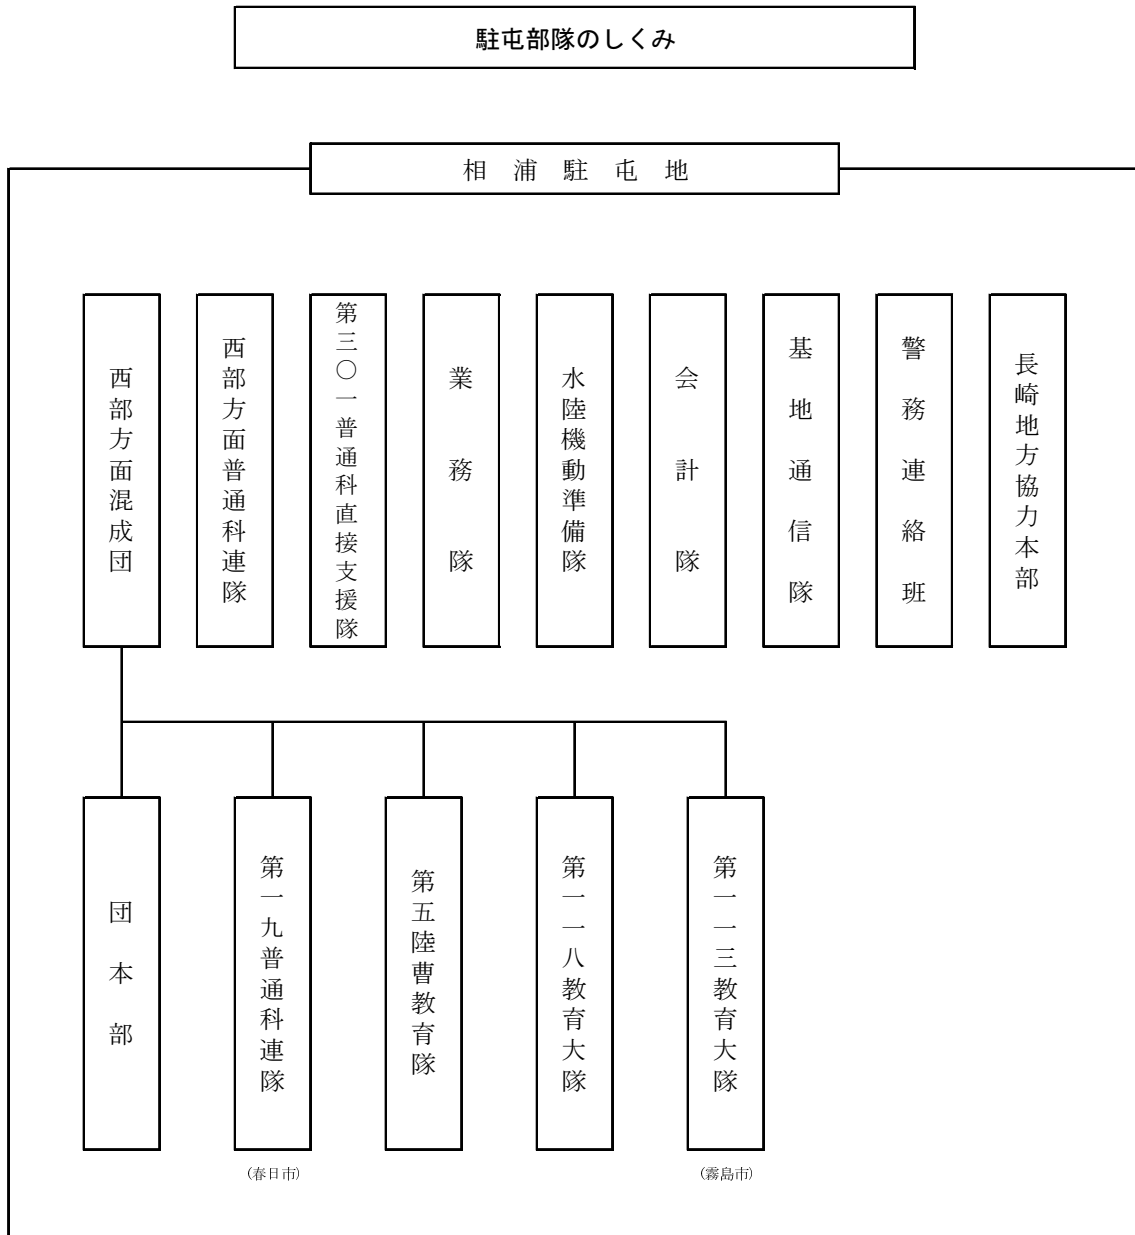 駐屯部隊のしくみ
相浦駐屯地
西部方面混成団
西部方面普通科連隊
第三〇一普通科直接支援隊
業務隊
水陸機動準備隊
会計隊
基地通信隊
警務連絡班
長崎地方協力本部
団本部
第一九普通科連隊
第五陸曹教育隊
第一一八教育大隊
第一一三教育大隊
(春日市)
(霧島市)